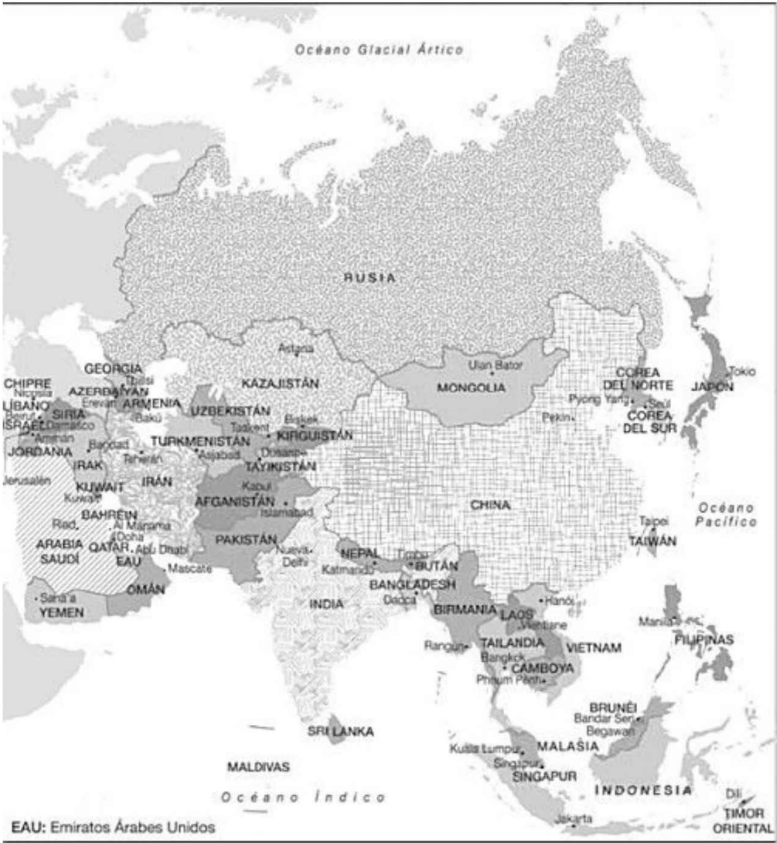 Océano Glacial Ártico
RUSIA
Astana
GEORGIA
Tbilisi
KAZAJISTÁN
Ulan Bator
MONGOLIA
COREA
DEL NORTE
Tokio
JAPÓN
CHIPRE
Nicosia
AZERBAIYAN
Ereván
ARMENIA
Bakú
UZBEKISTÁN
Pyong Yang
Seúl
COREA
DEL SUR
LÍBANO
Beirut
SIRIA
ISRAEL
Damasco
Ammán
Taskent
Biskek
KIRGUISTÁN
Pekín
TURKMENISTÁN
JORDANIA
Bagdad
Teherán
Asjabad
Dusanbe
TAYIKISTÁN
IRAK
Jerusalén
KUWAIT
Kuwait
IRÁN
Kabul
AFGANISTÁN
Islamabad
CHINA
Océano
Pacífico
BAHRÉIN
Riad
Al Manama
Doha
PAKISTÁN
Taipei
TAIWÁN
ARABIA
SAUDÍ
QATAR
Abu Dhabi
EAU
Mascate
Nueva
Delhi
NEPAL
Katmandú
Timbu
BUTÁN
BANGLADESH
Dacca
OMÁN
Sana'a
YEMEN
INDIA
BIRMANIA
Hanói
LAOS
Vientiane
Manila
FILIPINAS
Rangún
TAILANDIA
Bangkok
VIETNAM
CAMBOYA
Phnum Penh
SRI LANKA
BRUNÉI
Bandar Seri
Begawan
Kuala Lumpur
MALASIA
MALDIVAS
Singapur
SINGAPUR
INDONESIA
Océano Índico
Dili
TIMOR
ORIENTAL
Jakarta
EAU: Emiratos Árabes Unidos